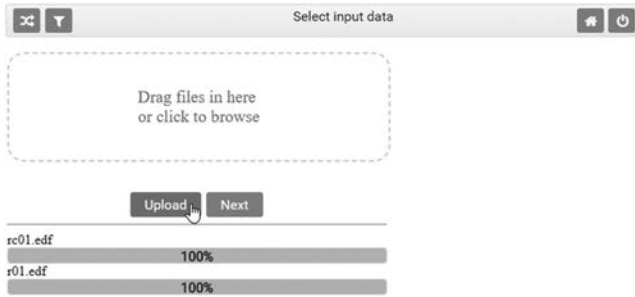 Select input data
Drag files in here
or click to browse
Upload Next
rc01.edf
100%
r01.edf
100%